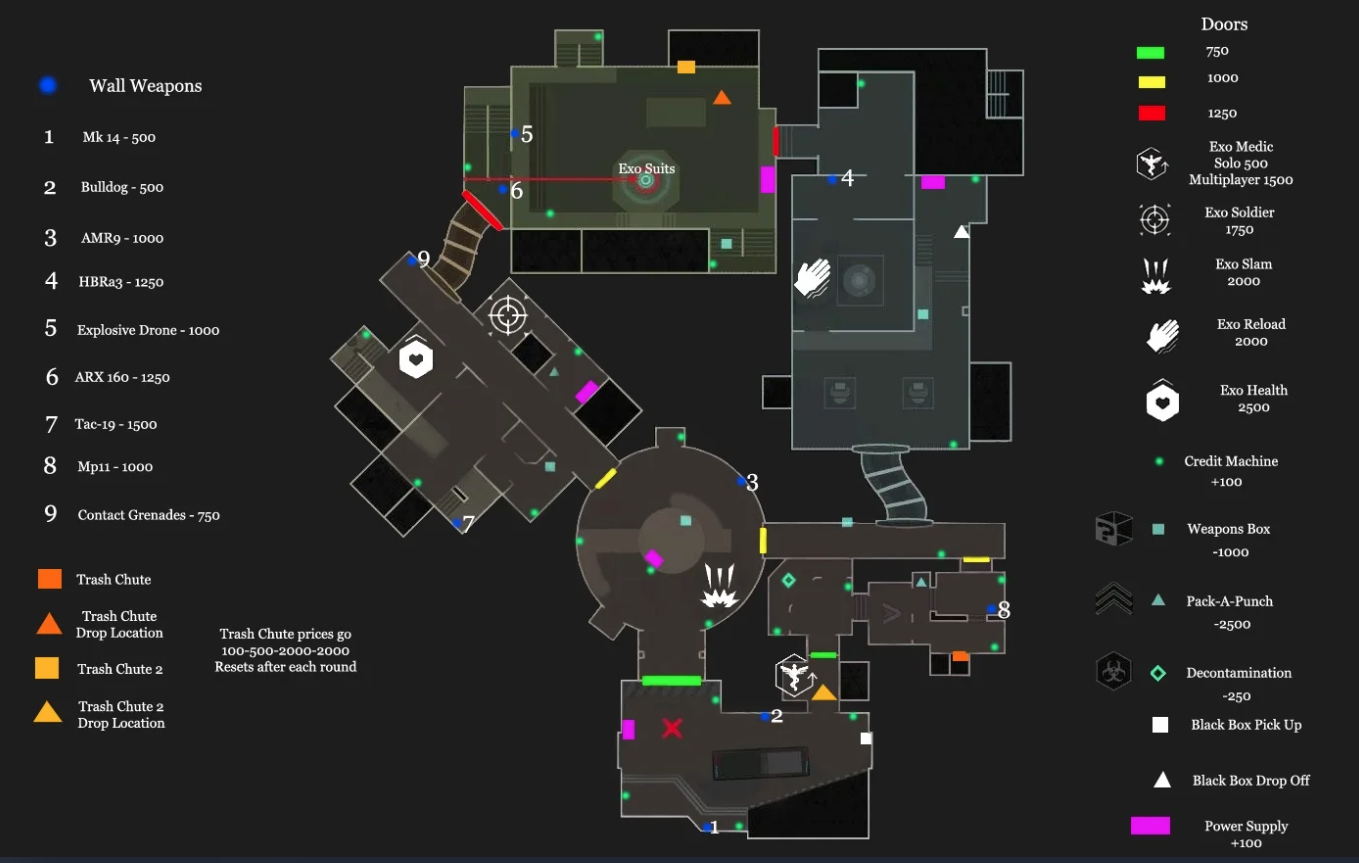 Wall Weapons
1 Mk 14 - 500
2 Bulldog - 500
3 AMR9 - 1000
4 HBRa3 - 1250
5 Explosive Drone - 1000
6 ARX 160 - 1250
7 Tac-19 - 1500
8 Mp11 - 1000
9 Contact Grenades - 750
Trash Chute
Trash Chute
Drop Location
Trash Chute 2
Trash Chute 2
Drop Location
Trash Chute prices go
100-500-2000-2000
Resets after each round
5
Exo Suits
6
4
9
3
7
8
2
1
Doors
750
1000
1250
Exo Medic
Solo 500
Multiplayer 1500
Exo Soldier
1750
Exo Slam
2000
Exo Reload
2000
Exo Health
2500
Credit Machine
+100
Weapons Box
-1000
Pack-A-Punch
-2500
Decontamination
-250
Black Box Pick Up
Black Box Drop Off
Power Supply
+100